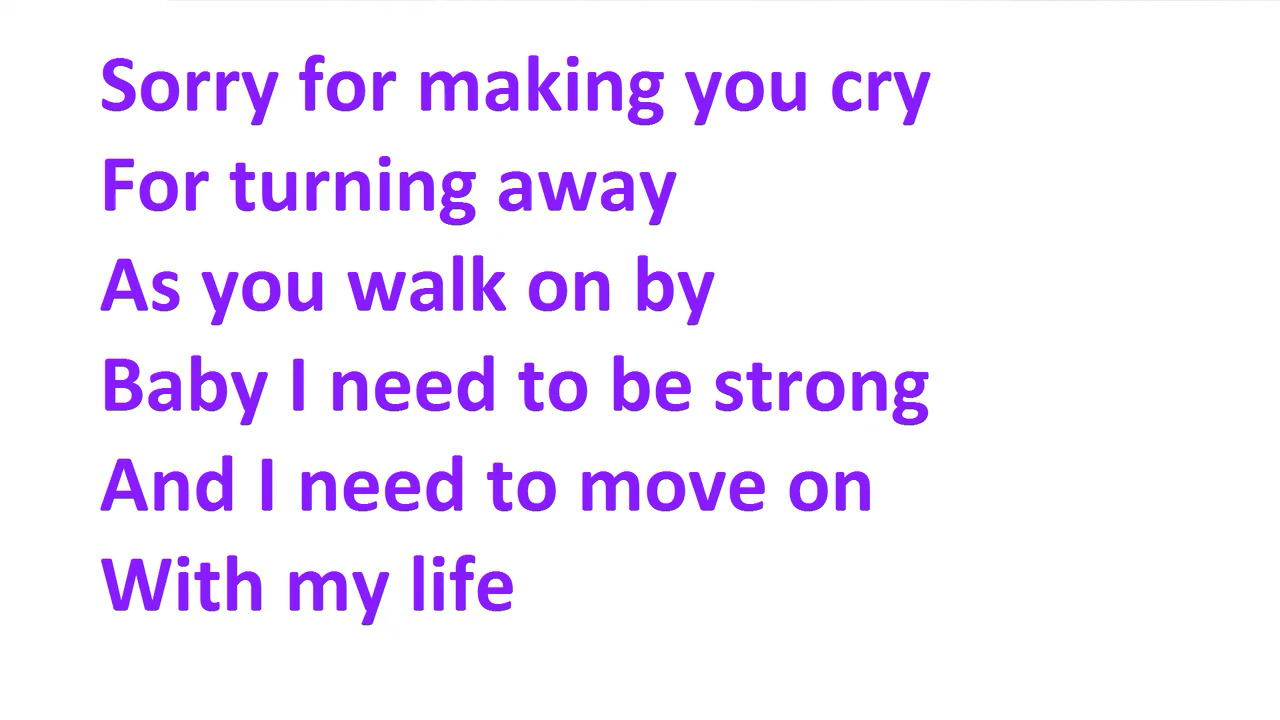 Sorry for making you cry
For turning away
As you walk on by
Baby I need to be strong
And I need to move on
With my life